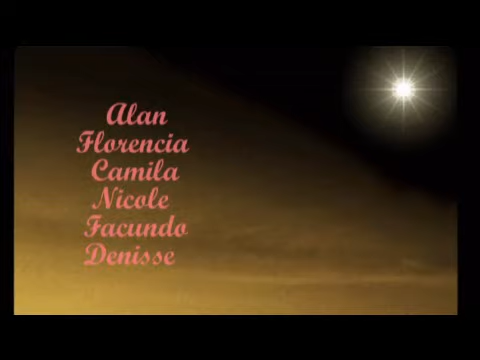 Alan
Florencia
Camila
Nicole
Facundo
Denisse